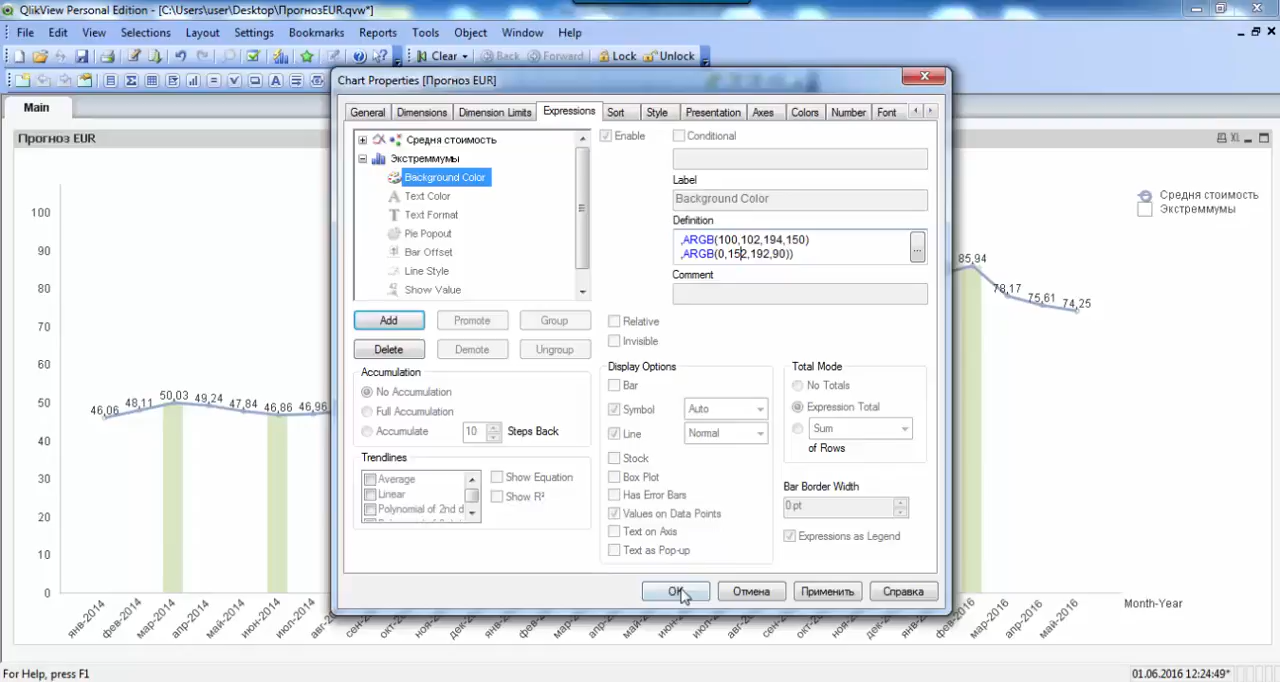 QlikView Personal Edition - [C:\Users\user\Desktop\ПрогнозEUR.qvw*]
File Edit View Selections Layout Settings Bookmarks Reports Tools Object Window Help
Clear Back Forward Lock Unlock
Main
Прогноз EUR
100
90
80
70
60
50
40
30
20
10
0
46,06 48,11 50,03 49,24 47,84 46,86 46,96
85,94
78,17 75,61 74,25
Средня стоимость
Экстреммумы
янв-2014 фев-2014 мар-2014 апр-2014 май-2014 июн-2014 июл-2014
фев-2016 мар-2016 апр-2016 май-2016
Month-Year
Chart Properties [Прогноз EUR]
General Dimensions Dimension Limits Expressions Sort Style Presentation Axes Colors Number Font
Средня стоимость
Экстреммумы
Background Color
Text Color
Text Format
Pie Popout
Bar Offset
Line Style
Show Value
Add Promote Group
Delete Demote Ungroup
Accumulation
No Accumulation
Full Accumulation
Accumulate 10 Steps Back
Trendlines
Average
Linear
Polynomial of 2nd d
Show Equation
Show R²
Enable Conditional
Label
Background Color
Definition
,ARGB(100,102,194,150)
,ARGB(0,152,192,90))
...
Comment
Relative
Invisible
Display Options
Bar
Symbol Auto
Line Normal
Stock
Box Plot
Has Error Bars
Values on Data Points
Text on Axis
Text as Pop-up
Total Mode
No Totals
Expression Total
Sum
of Rows
Bar Border Width
0 pt
Expressions as Legend
OK Отмена Применить Справка
For Help, press F1
01.06.2016 12:24:49*